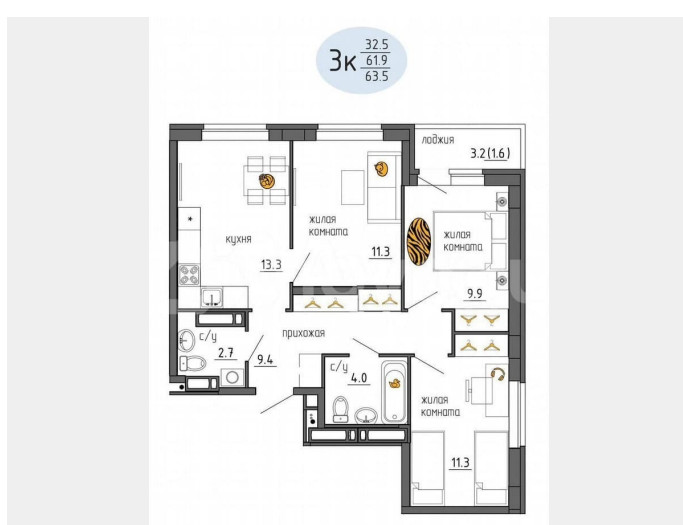 3к
32.5
61.9
63.5
лоджия
3.2(1.6)
кухня
13.3
жилая
комната
11.3
жилая
комната
9.9
с/у
2.7
прихожая
9.4
с/у
4.0
жилая
комната
11.3